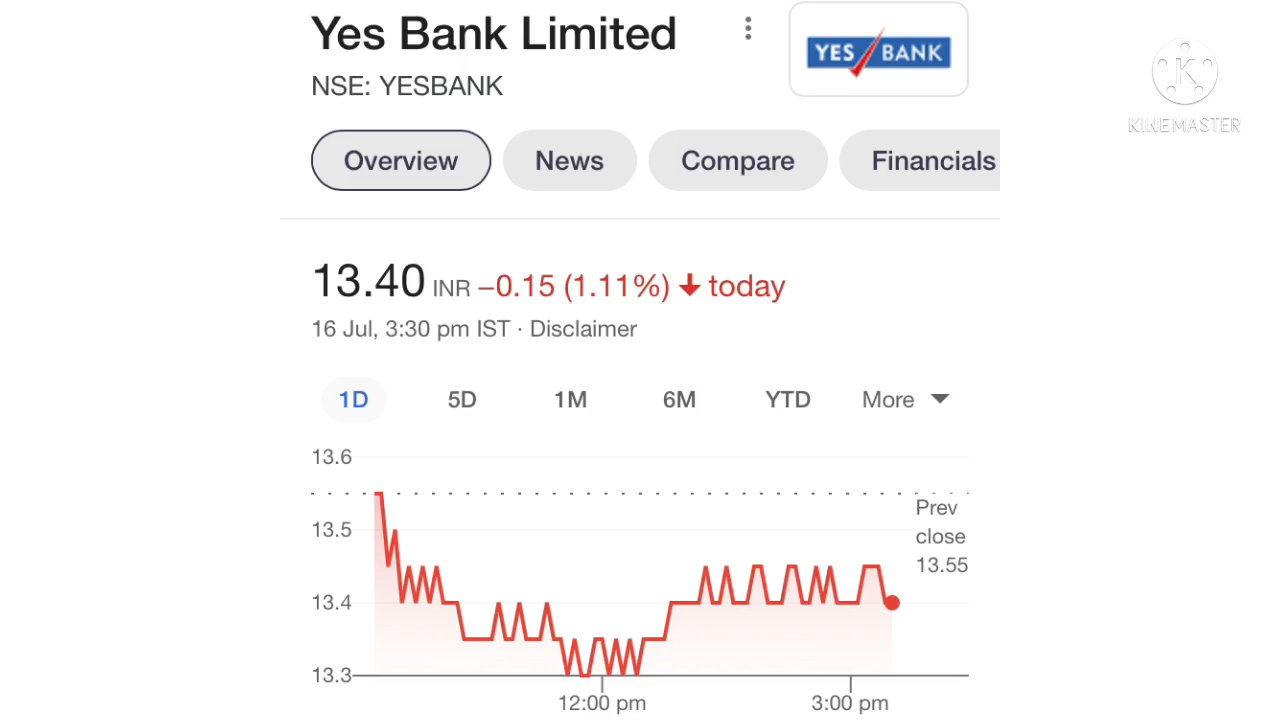 Yes Bank Limited
YES BANK
NSE: YESBANK
K
KINEMASTER
Overview News Compare Financials
13.40 INR −0.15 (1.11%) today
16 Jul, 3:30 pm IST · Disclaimer
1D 5D 1M 6M YTD More
13.6
Prev
close
13.55
13.5
13.4
13.3
12:00 pm 3:00 pm